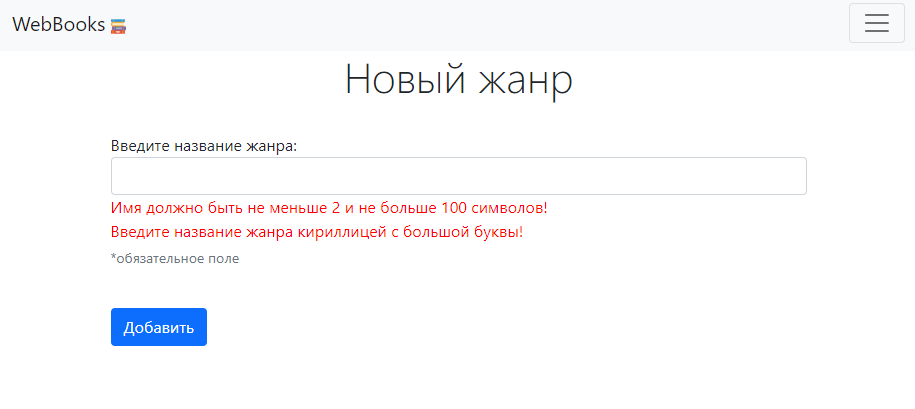 WebBooks
Новый жанр
Введите название жанра:
Имя должно быть не меньше 2 и не больше 100 символов!
Введите название жанра кириллицей с большой буквы!
*обязательное поле
Добавить